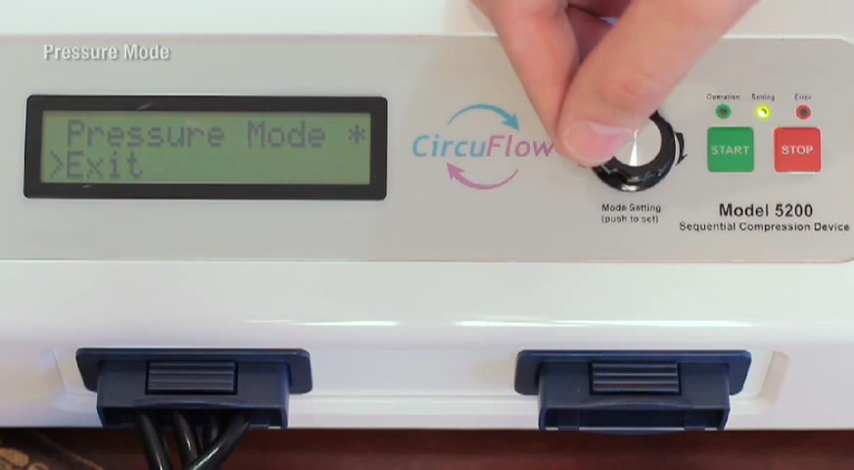 Pressure Mode
Pressure Mode *
>Exit
CircuFlow
Mode Setting
(push to set)
Operation
Setting
Error
START
STOP
Model 5200
Sequential Compression Device